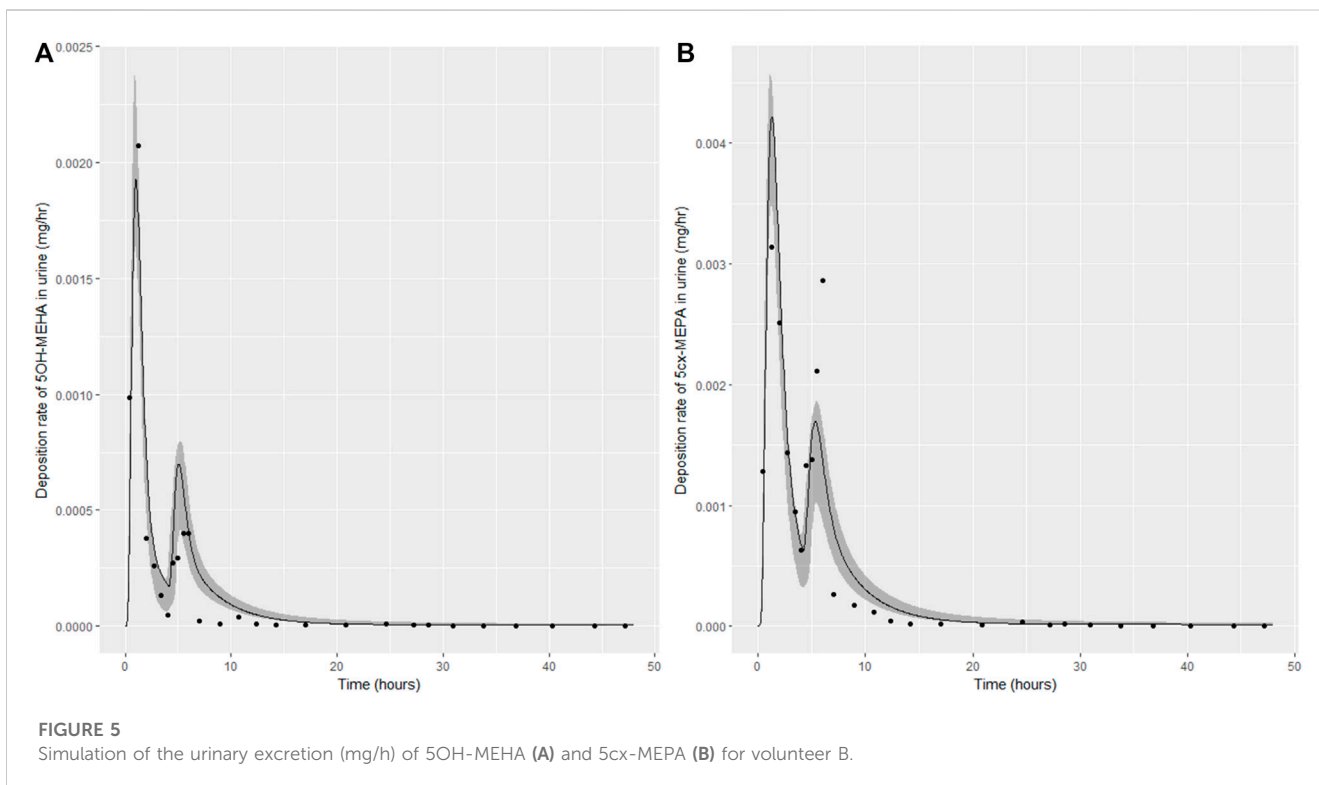 A
0.0025
0.0020
0.0015
0.0010
0.0005
0.0000
Deposition rate of 5OH-MEHA in urine (mg/hr)
0 10 20 30 40 50
Time (hours)
B
0.004
0.003
0.002
0.001
0.000
Deposition rate of 5cx-MEPA in urine (mg/hr)
0 10 20 30 40 50
Time (hours)
FIGURE 5
Simulation of the urinary excretion (mg/h) of 5OH-MEHA (A) and 5cx-MEPA (B) for volunteer B.